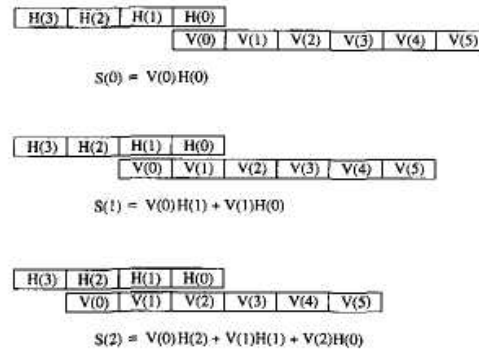 H(3) H(2) H(1) H(0)
V(0) V(1) V(2) V(3) V(4) V(5)
S(0) = V(0)H(0)
H(3) H(2) H(1) H(0)
V(0) V(1) V(2) V(3) V(4) V(5)
S(1) = V(0)H(1) + V(1)H(0)
H(3) H(2) H(1) H(0)
V(0) V(1) V(2) V(3) V(4) V(5)
S(2) = V(0)H(2) + V(1)H(1) + V(2)H(0)